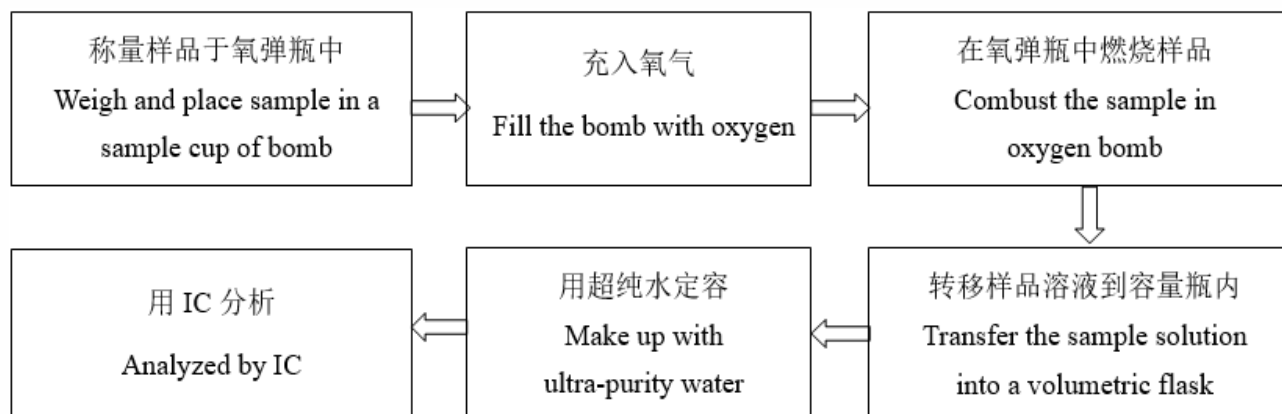 称量样品于氧弹瓶中
Weigh and place sample in a
sample cup of bomb
充入氧气
Fill the bomb with oxygen
在氧弹瓶中燃烧样品
Combust the sample in
oxygen bomb
转移样品溶液到容量瓶内
Transfer the sample solution
into a volumetric flask
用超纯水定容
Make up with
ultra-purity water
用 IC 分析
Analyzed by IC